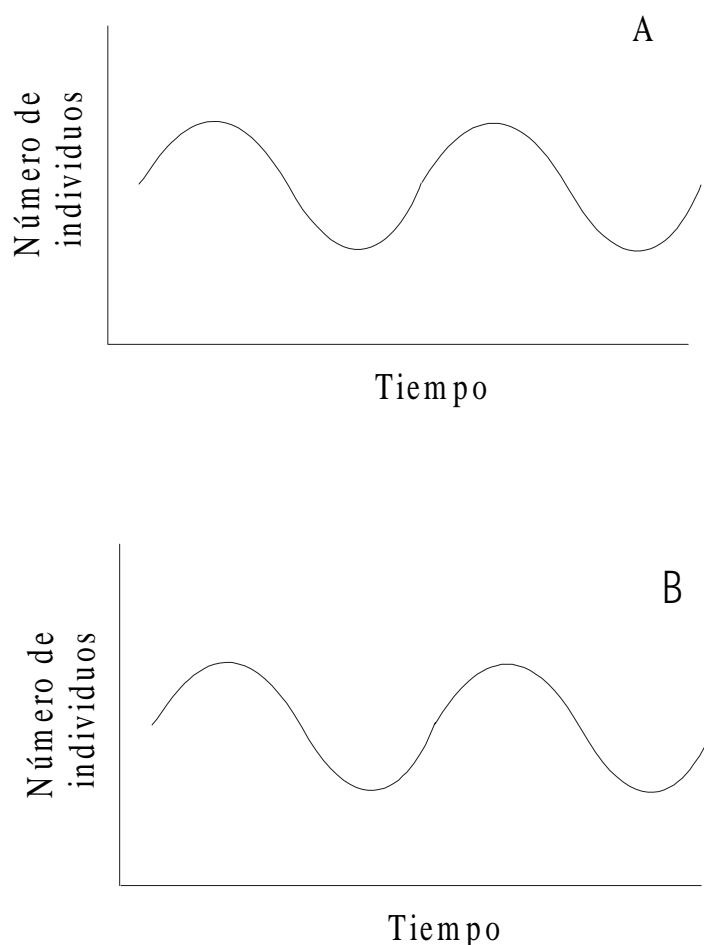 A
Número de
individuos
Tiempo
B
Número de
individuos
Tiempo